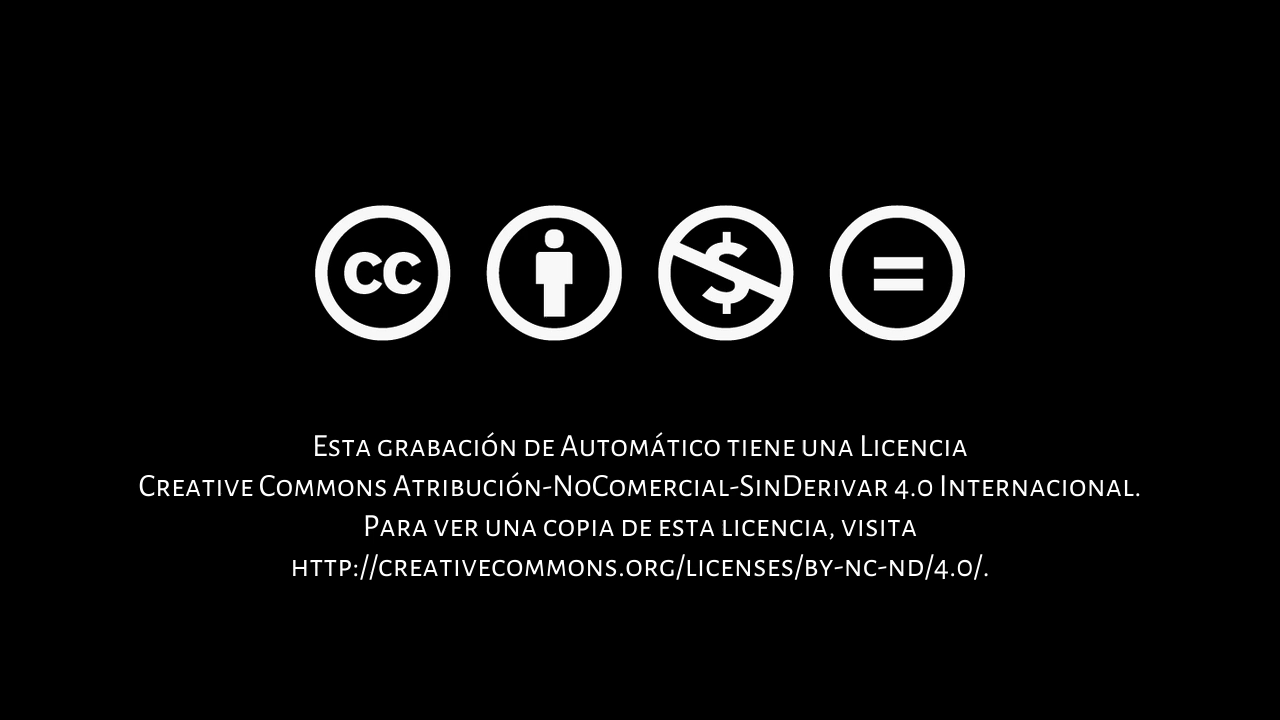 cc
$
=
Esta grabación de Automático tiene una Licencia
Creative Commons Atribución-NoComercial-SinDerivar 4.0 Internacional.
Para ver una copia de esta licencia, visita
http://creativecommons.org/licenses/by-nc-nd/4.0/.